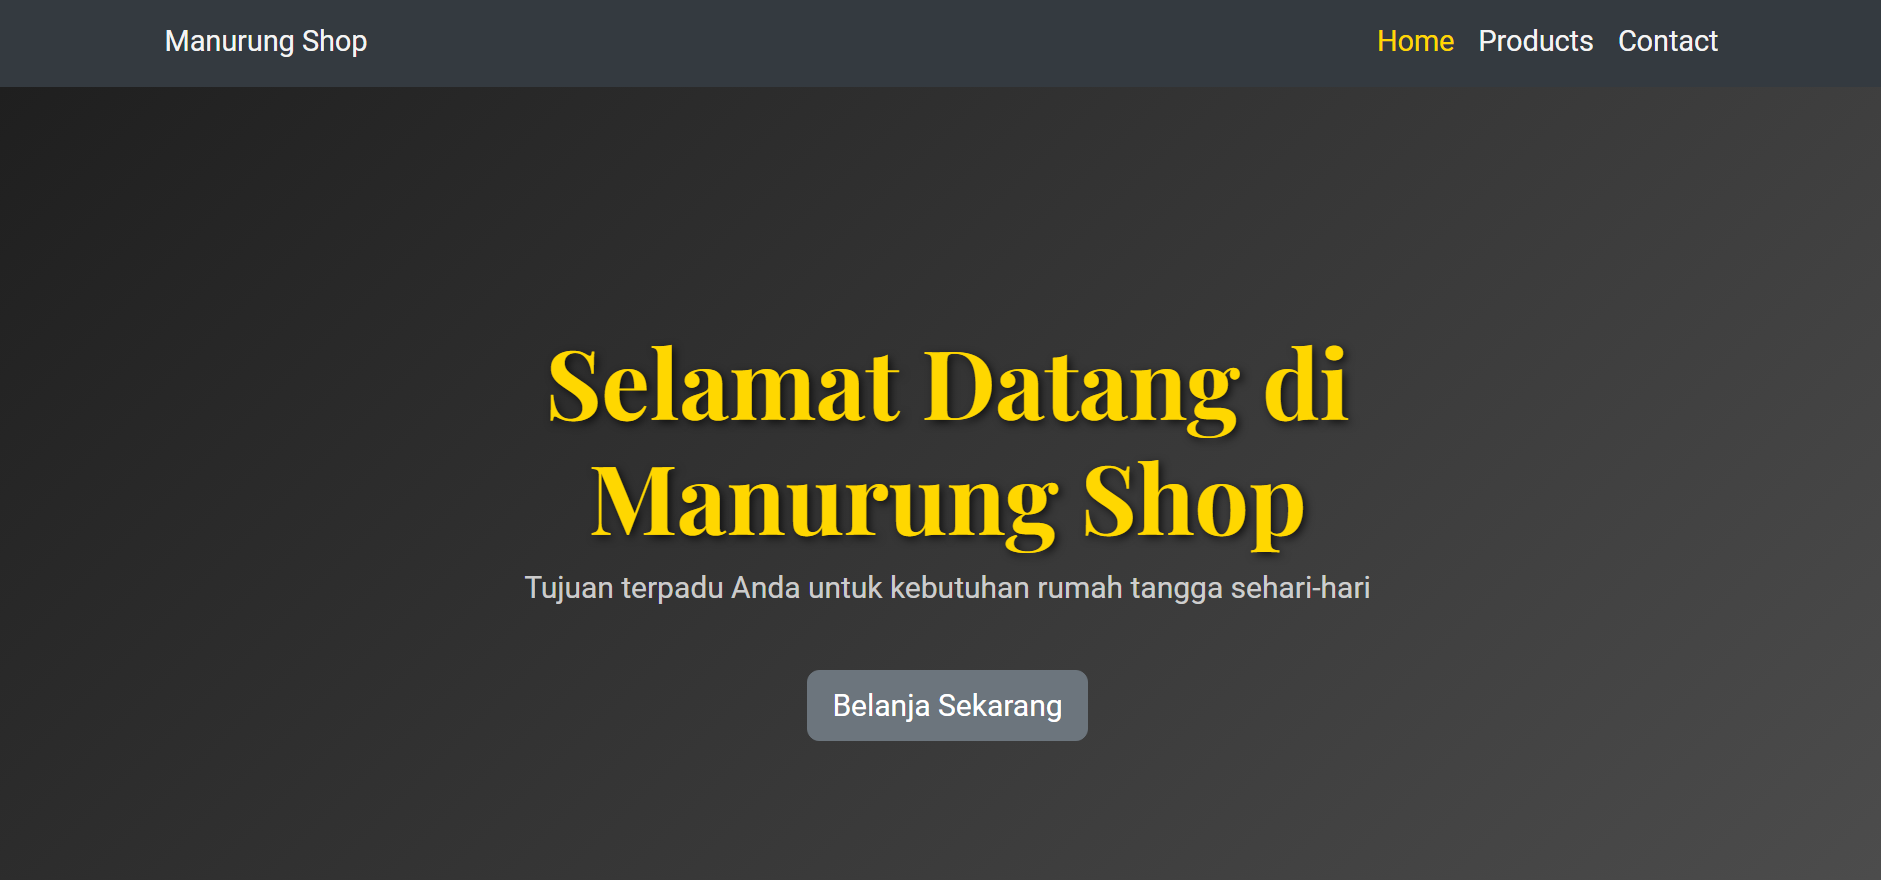 Manurung Shop
Home Products Contact
Selamat Datang di
Manurung Shop
Tujuan terpadu Anda untuk kebutuhan rumah tangga sehari-hari
Belanja Sekarang